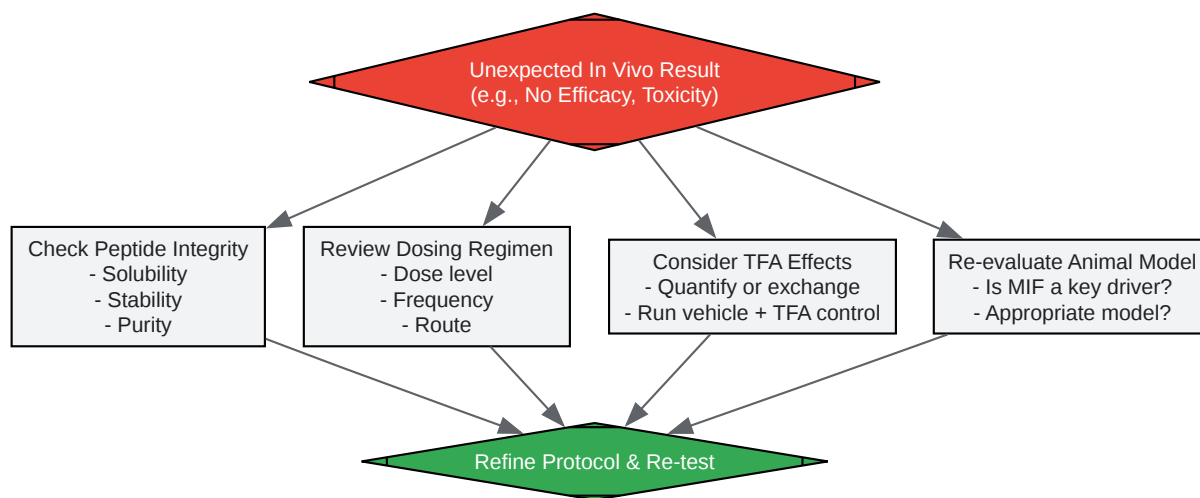 Unexpected In Vivo Result
(e.g., No Efficacy, Toxicity)
Check Peptide Integrity
- Solubility
- Stability
- Purity
Review Dosing Regimen
- Dose level
- Frequency
- Route
Consider TFA Effects
- Quantify or exchange
- Run vehicle + TFA control
Re-evaluate Animal Model
- Is MIF a key driver?
- Appropriate model?
Refine Protocol & Re-test